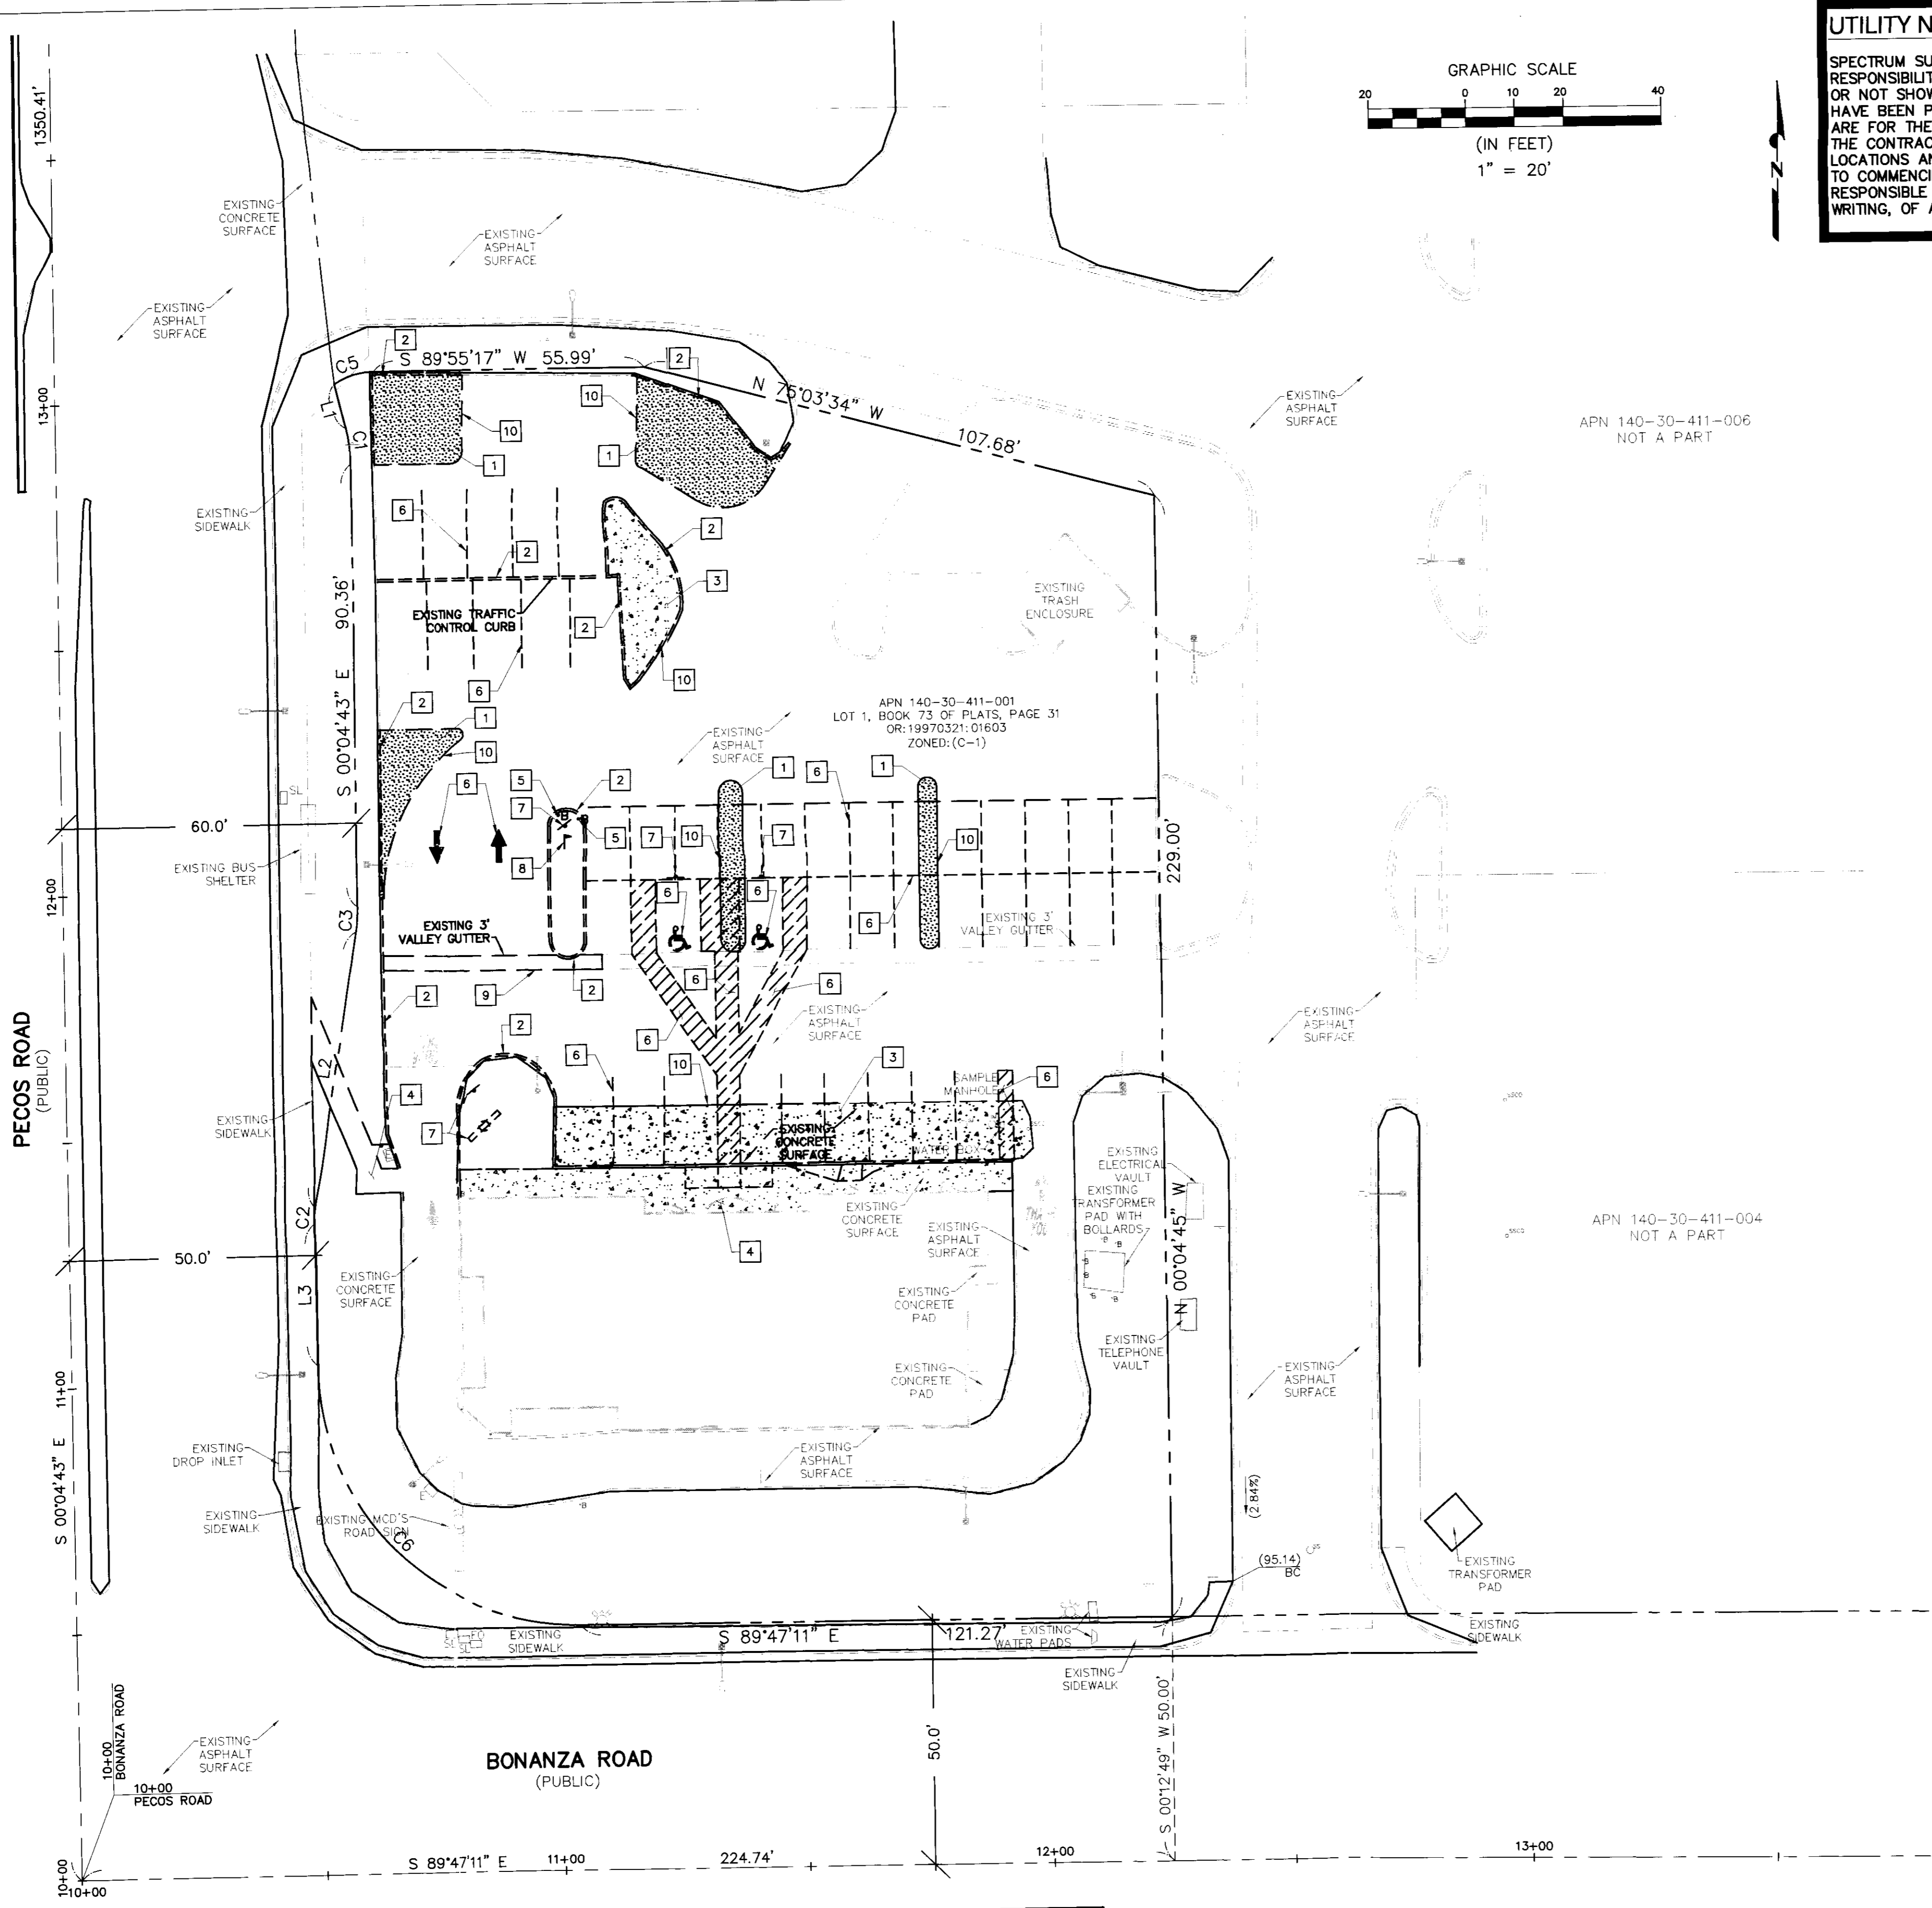 UTILITY N
SPECTRUM SU
RESPONSIBILIT
OR NOT SHOW
HAVE BEEN P
ARE FOR THE
THE CONTRAC
LOCATIONS A
TO COMMENCI
RESPONSIBLE
WRITING, OF A
GRAPHIC SCALE
20 0 10 20 40
(IN FEET)
1" = 20'
N
1350.41'
EXISTING
CONCRETE
SURFACE
EXISTING
ASPHALT
SURFACE
EXISTING
ASPHALT
SURFACE
2
C5
S 89°55'17" W 55.99'
2
N 75°03'34" W
107.68'
13+00
L1
C1
10
10
1
1
EXISTING
ASPHALT
SURFACE
APN 140-30-411-006
NOT A PART
EXISTING
SIDEWALK
6
2
2
3
EXISTING TRAFFIC
CONTROL CURB
2
6
10
EXISTING
TRASH
ENCLOSURE
S 00°04'43" E 90.36'
2
1
10
6
APN 140-30-411-001
LOT 1, BOOK 73 OF PLATS, PAGE 31
OR:19970321:01603
ZONED:(C-1)
EXISTING
ASPHALT
SURFACE
SL
60.0'
EXISTING BUS
SHELTER
5
2
7
B
5
8
1
6
1
7
10
7
10
6
6
6
229.00'
12+00
C3
EXISTING 3'
VALLEY GUTTER
EXISTING 3'
VALLEY GUTTER
2
9
2
6
6
6
EXISTING
ASPHALT
SURFACE
EXISTING
ASPHALT
SURFACE
PECOS ROAD
(PUBLIC)
L2
2
6
10
3
SAMPLE
MANHOLE
6
4
7
EXISTING
SIDEWALK
EXISTING
CONCRETE
SURFACE
WATER BOX
EXISTING
ELECTRICAL
VAULT
EXISTING
TRANSFORMER
PAD WITH
BOLLARDS
SSCO
SSCO
APN 140-30-411-004
NOT A PART
C2
EXISTING
CONCRETE
SURFACE
EXISTING
ASPHALT
SURFACE
4
50.0'
L3
EXISTING
CONCRETE
SURFACE
EXISTING
CONCRETE
PAD
N 00°04'45" W
EXISTING
TELEPHONE
VAULT
EXISTING
CONCRETE
PAD
EXISTING
ASPHALT
SURFACE
S 00°04'43" E 11+00
EXISTING
DROP INLET
EXISTING
ASPHALT
SURFACE
(2.84%)
EXISTING
SIDEWALK
EXISTING MCD'S
ROAD SIGN
C6
(95.14)
BC
EXISTING
TRANSFORMER
PAD
SL
SL
EXISTING
SIDEWALK
S 89°47'11" E
121.27'
EXISTING
WATER PADS
EXISTING
SIDEWALK
EXISTING
SIDEWALK
10+00
BONANZA ROAD
10+00
PECOS ROAD
EXISTING
ASPHALT
SURFACE
BONANZA ROAD
(PUBLIC)
50.0'
S 00°12'49" W 50.00'
10+00
10+00
S 89°47'11" E
11+00
224.74'
12+00
13+00